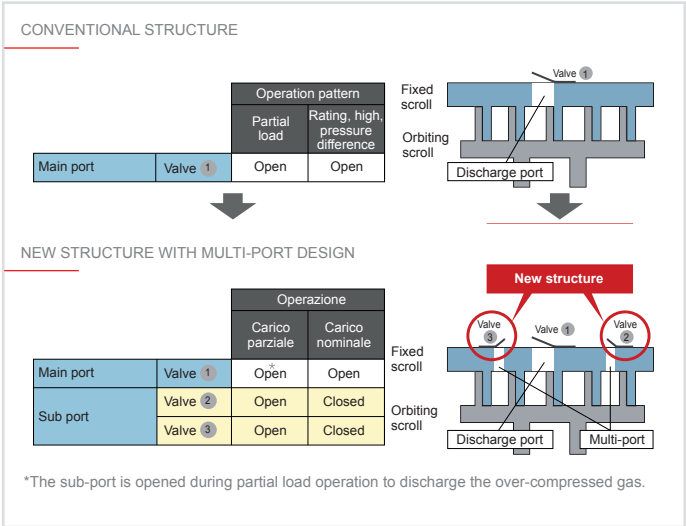 CONVENTIONAL STRUCTURE
Operation pattern
Partial
load
Rating, high,
pressure
difference
Main port
Valve 1
Open
Open
Valve 1
Fixed
scroll
Orbiting
scroll
Discharge port
NEW STRUCTURE WITH MULTI-PORT DESIGN
Operazione
Carico
parziale
Carico
nominale
Main port
Valve 1
Open*
Open
Sub port
Valve 2
Open
Closed
Valve 3
Open
Closed
New structure
Valve
3
Valve 1
Valve
2
Fixed
scroll
Orbiting
scroll
Discharge port
Multi-port
*The sub-port is opened during partial load operation to discharge the over-compressed gas.